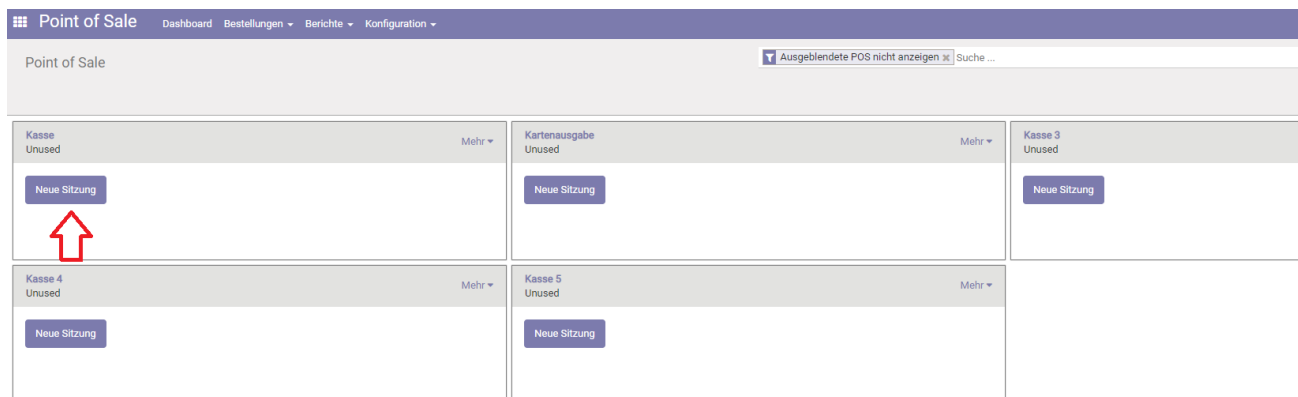 Point of Sale Dashboard Bestellungen Berichte Konfiguration
Point of Sale
Ausgeblendete POS nicht anzeigen Suche ...
Kasse
Unused
Mehr
Neue Sitzung
Kartenausgabe
Unused
Mehr
Neue Sitzung
Kasse 3
Unused
Neue Sitzung
Kasse 4
Unused
Mehr
Neue Sitzung
Kasse 5
Unused
Mehr
Neue Sitzung